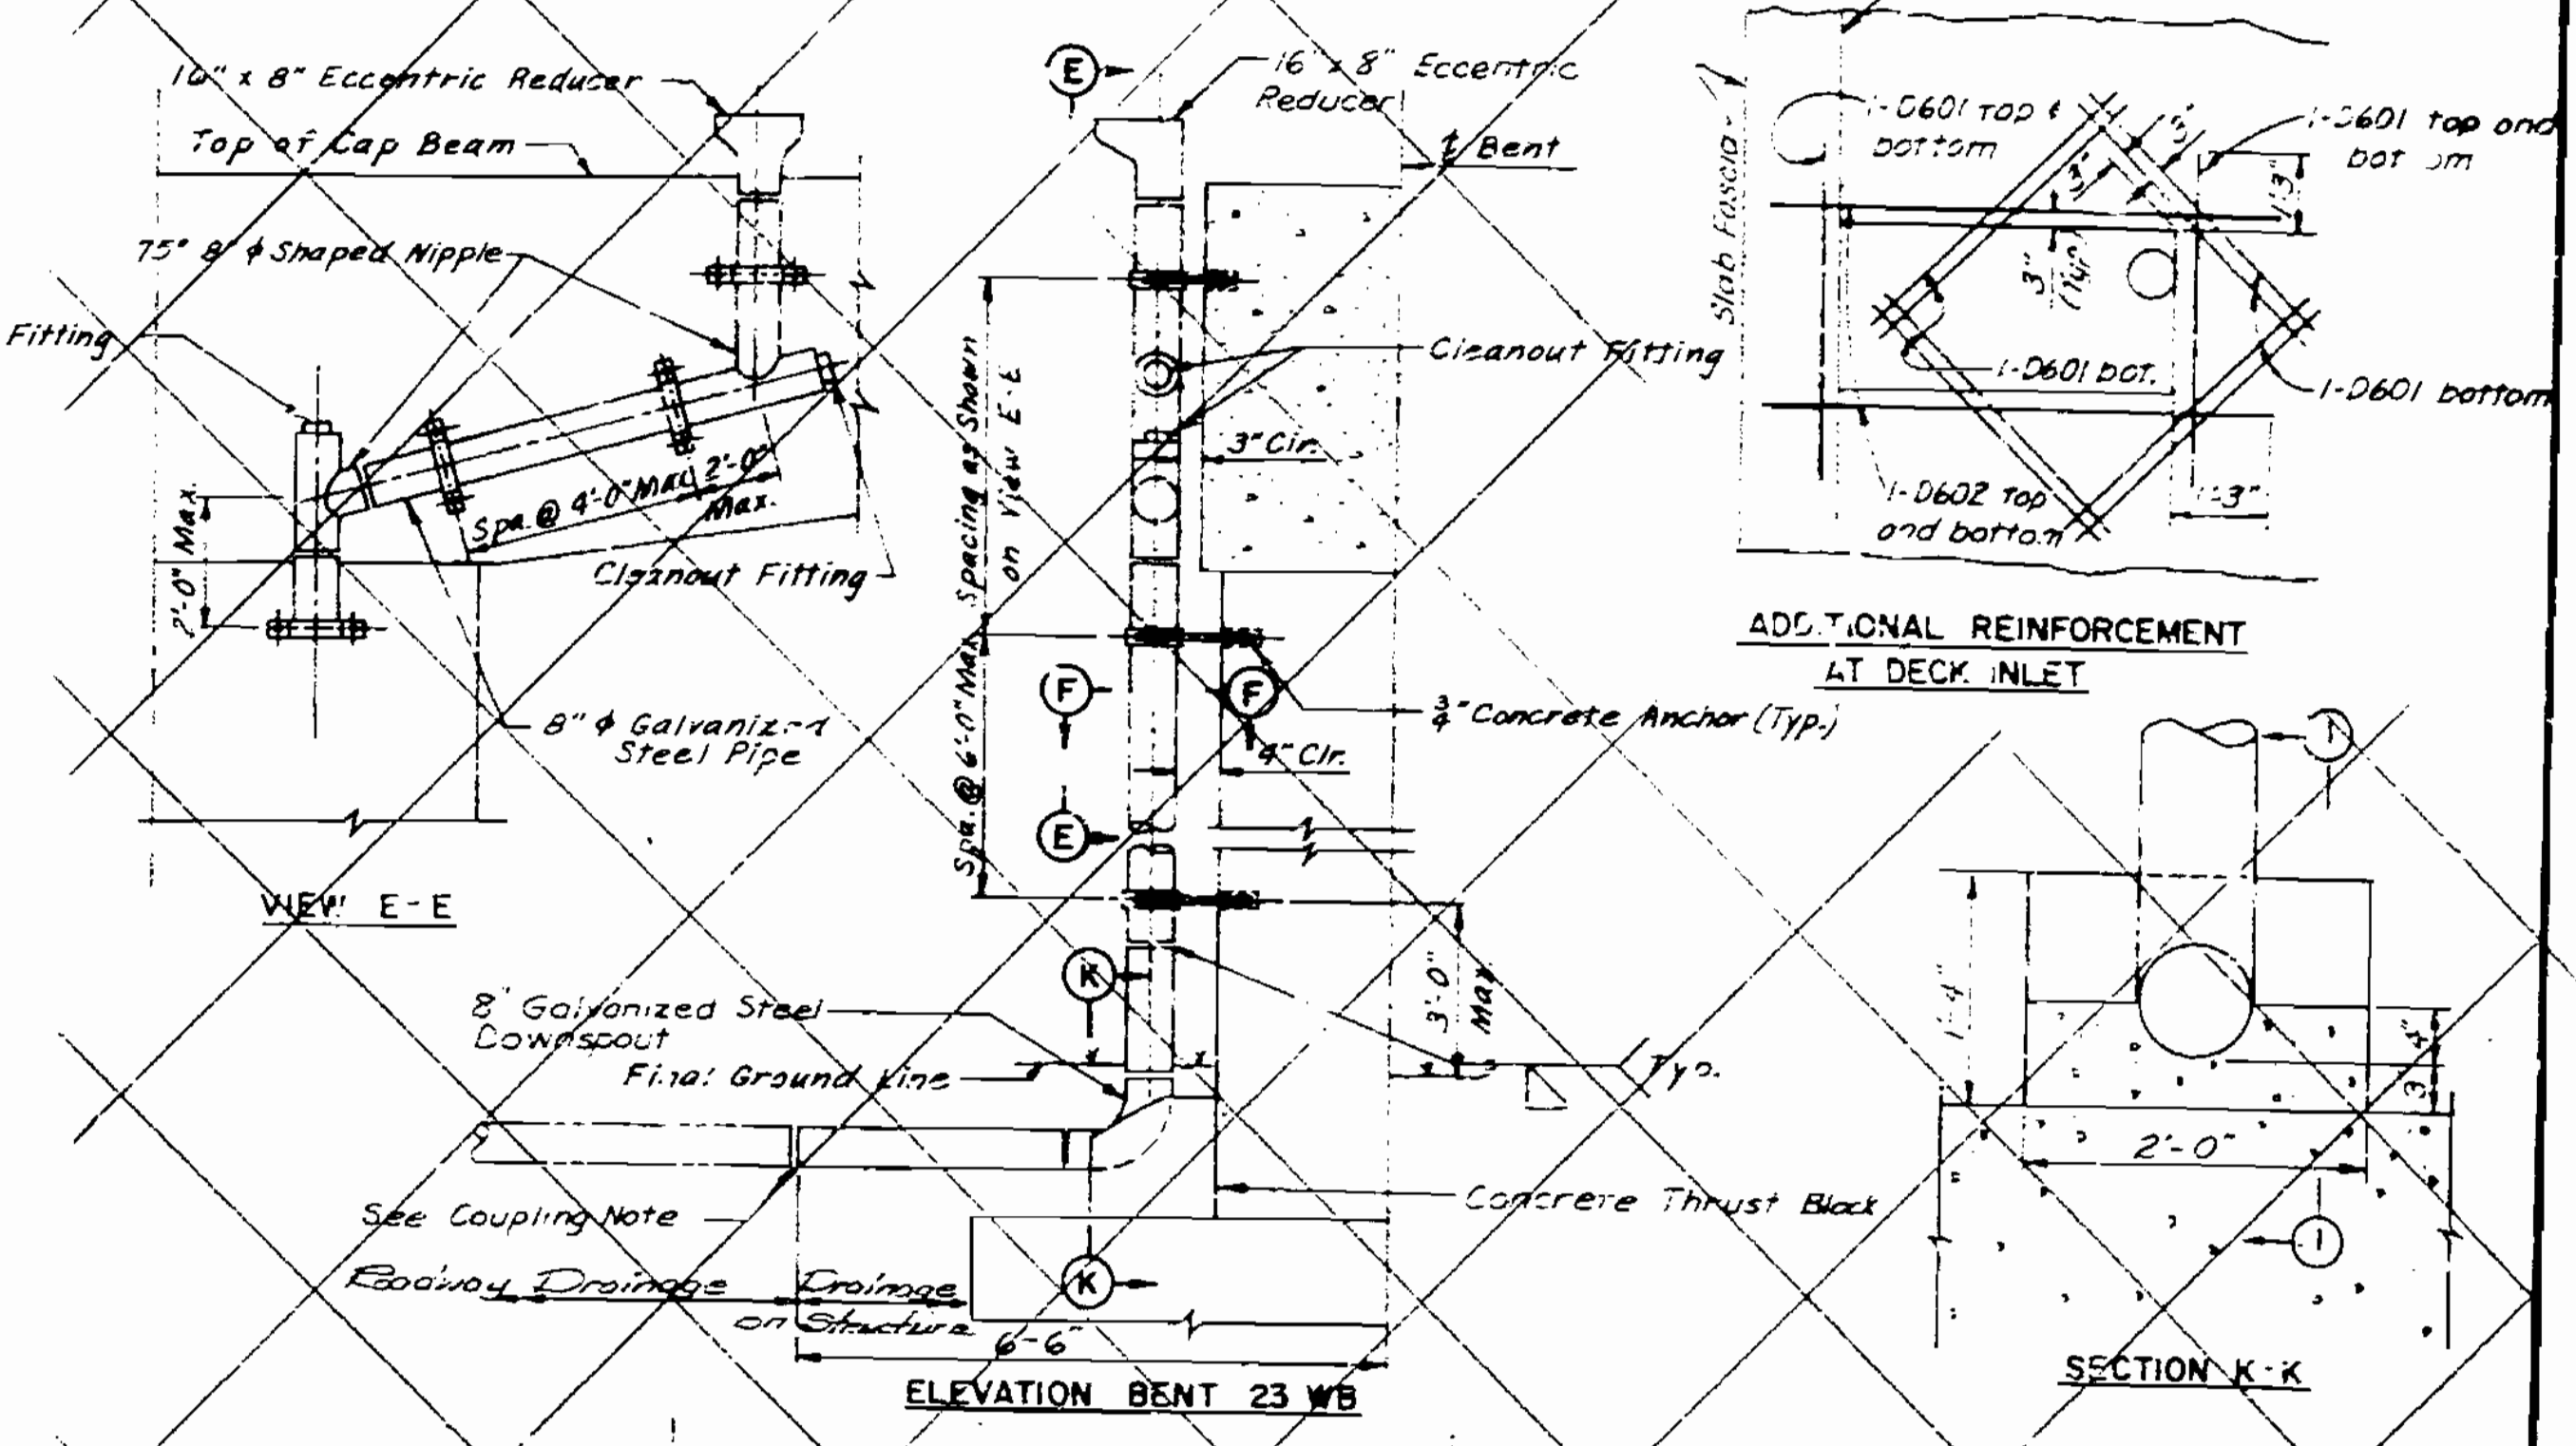 16" x 8" Eccentric Reducer
Top of Cap Beam
75° 8" φ Shaped Nipple
Fitting
2'-0" Max.
Spa. @ 4'-0" Max.
2'-0"
Max.
Cleanout Fitting
8" φ Galvanized
Steel Pipe
VIEW E-E
E
16" x 8" Eccentric
Reducer
℄ Bent
Spacing as Shown
on View E-E
Cleanout Fitting
3" Clr.
Spa. @ 6'-0" Max.
F
F
3/4" Concrete Anchor (Typ.)
4" Clr.
E
K
3'-0"
Max.
8" Galvanized Steel
Downspout
Final Ground Line
Typ.
See Coupling Note
Concrete Thrust Block
Roadway Drainage
Drainage
on Structure
K
6'-6"
ELEVATION BENT 23 WB
Slab Fascia
1-D601 Top &
bottom
3"
3"
1-D601 top and
bottom
1'-3"
3"
(Typ)
1-D601 bot.
1-D601 bottom
1-D602 Top
and bottom
1'-3"
ADDITIONAL REINFORCEMENT
AT DECK INLET
1'-4"
4"
3"
2'-0"
SECTION K-K